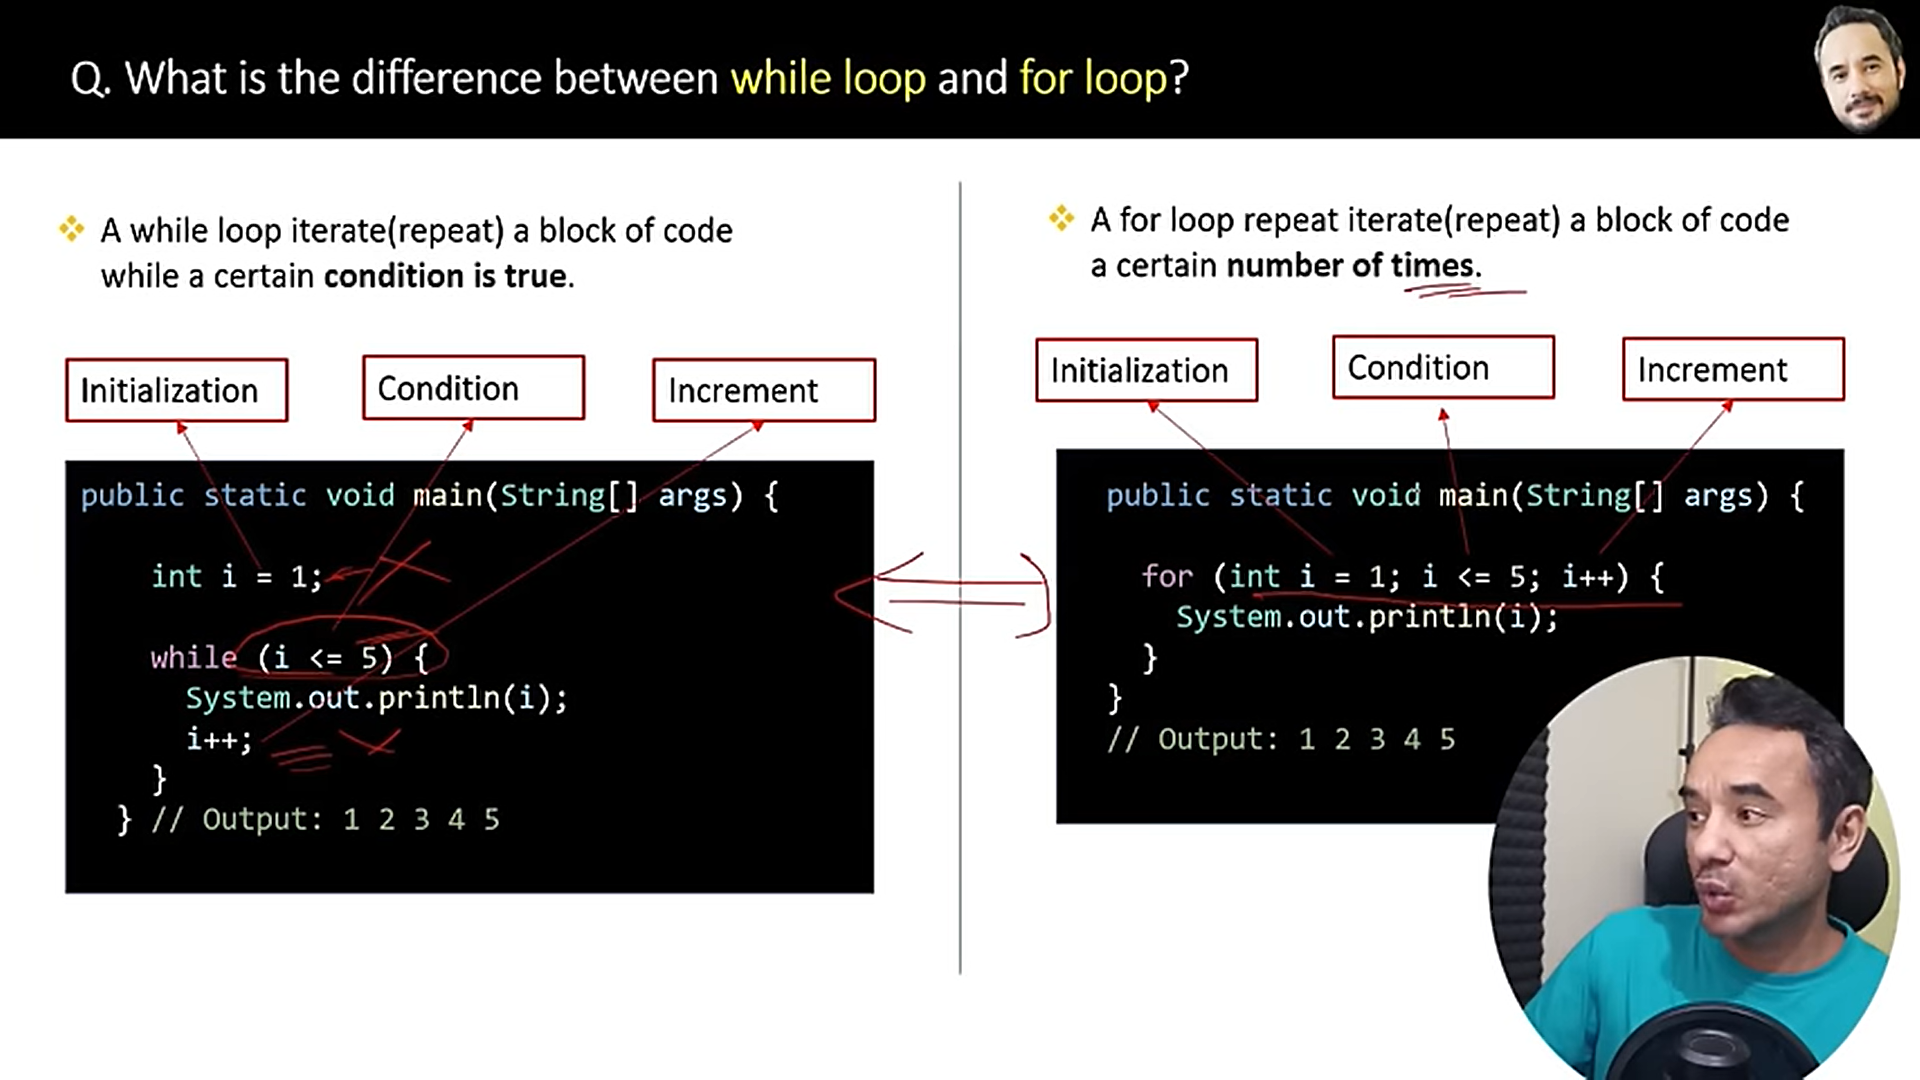 Q. What is the difference between while loop and for loop?
❖ A while loop iterate(repeat) a block of code
while a certain condition is true.
Initialization
Condition
Increment
public static void main(String[] args) {
int i = 1;
while (i <= 5) {
System.out.println(i);
i++;
}
} // Output: 1 2 3 4 5
❖ A for loop repeat iterate(repeat) a block of code
a certain number of times.
Initialization
Condition
Increment
public static void main(String[] args) {
for (int i = 1; i <= 5; i++) {
System.out.println(i);
}
}
// Output: 1 2 3 4 5